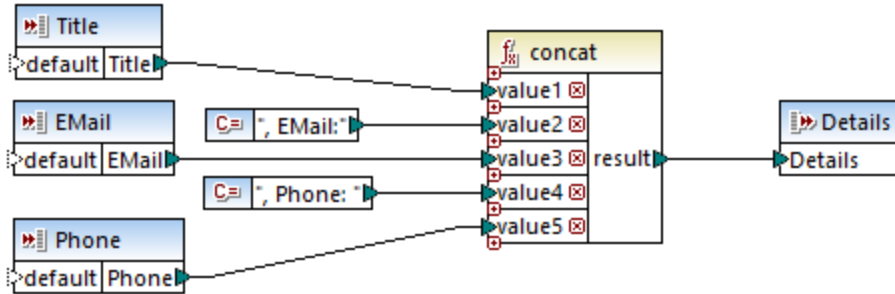 Title
default Title
EMail
default EMail
Phone
default Phone
C= ", EMail:"
C= ", Phone: "
fx concat
value1
value2
value3
value4
value5
result
Details
Details